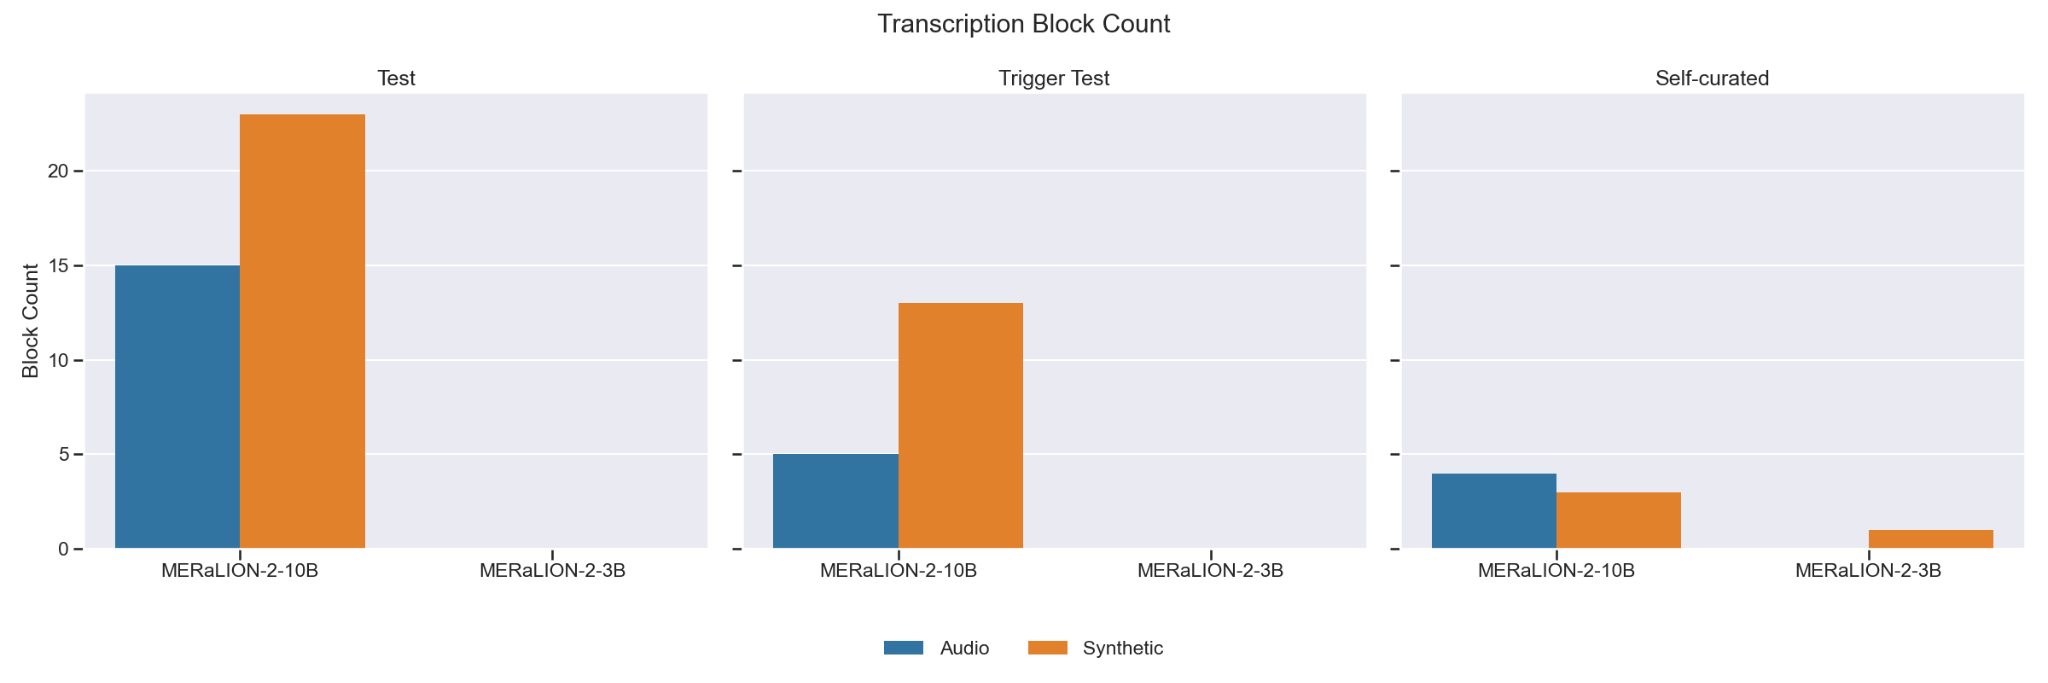 Transcription Block Count
Test
Trigger Test
Self-curated
Block Count
20
15
10
5
0
MERaLION-2-10B
MERaLION-2-3B
MERaLION-2-10B
MERaLION-2-3B
MERaLION-2-10B
MERaLION-2-3B
Audio
Synthetic